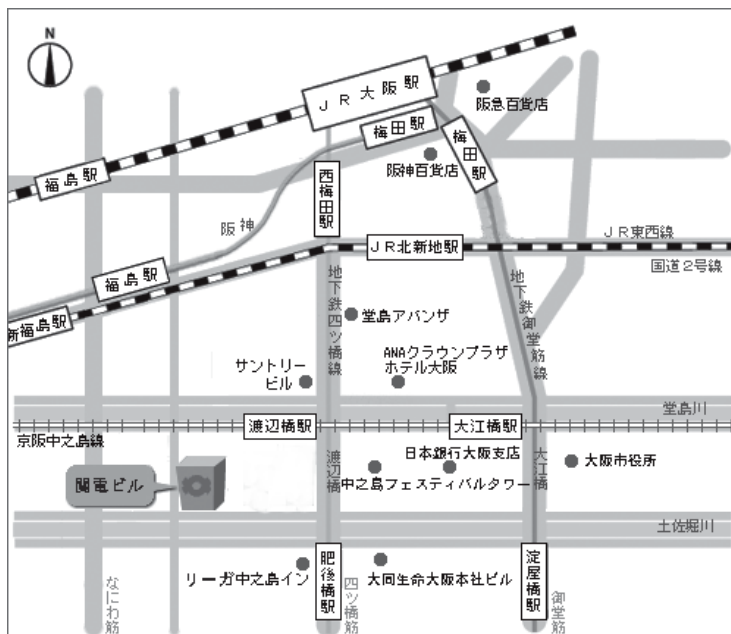 N
JR大阪駅
阪急百貨店
梅田駅
梅田駅
阪神百貨店
福島駅
西梅田駅
阪神
JR東西線
JR北新地駅
国道2号線
福島駅
新福島駅
地下鉄四ツ橋線
地下鉄御堂筋線
堂島アバンザ
ANAクラウンプラザ
ホテル大阪
サントリー
ビル
堂島川
渡辺橋駅
大江橋駅
京阪中之島線
渡辺橋
日本銀行大阪支店
大江橋
大阪市役所
中之島フェスティバルタワー
関電ビル
土佐堀川
リーガ中之島イン
肥後橋駅
大同生命大阪本社ビル
淀屋橋駅
なにわ筋
四ツ橋筋
御堂筋